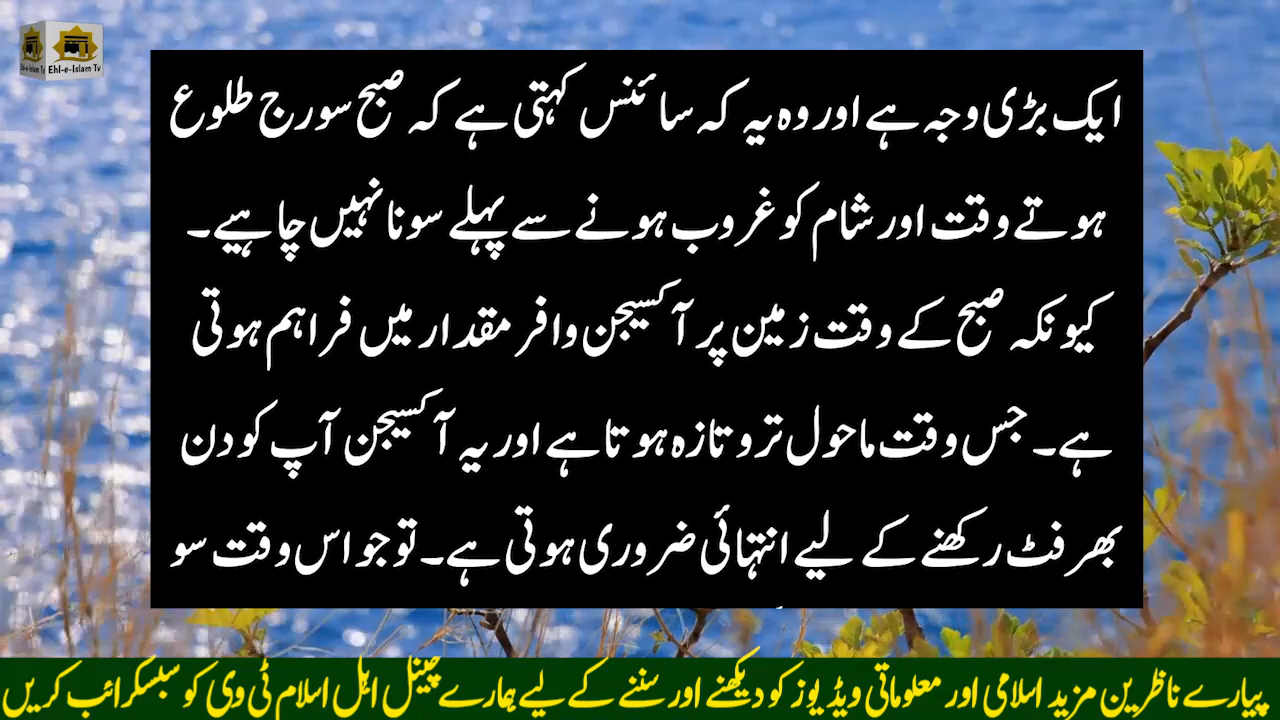 Ehl-e-Islam Tv
Ehl-e-Islam Tv
ایک بڑی وجہ ہے اور وہ یہ کہ سائنس کہتی ہے کہ صبح سورج طلوع
ہوتے وقت اور شام کو غروب ہونے سے پہلے سونا نہیں چاہیے۔
کیونکہ صبح کے وقت زمین پر آکسیجن وافر مقدار میں فراہم ہوتی
ہے۔ جس وقت ماحول تروتازہ ہوتا ہے اور یہ آکسیجن آپ کو دن
بھر فٹ رکھنے کے لیے انتہائی ضروری ہوتی ہے۔ تو جو اس وقت سو
پیارے ناظرین مزید اسلامی اور معلوماتی ویڈیوز کو دیکھنے اور سننے کے لیے ہمارے چینل اہل اسلام ٹی وی کو سبسکرائب کریں